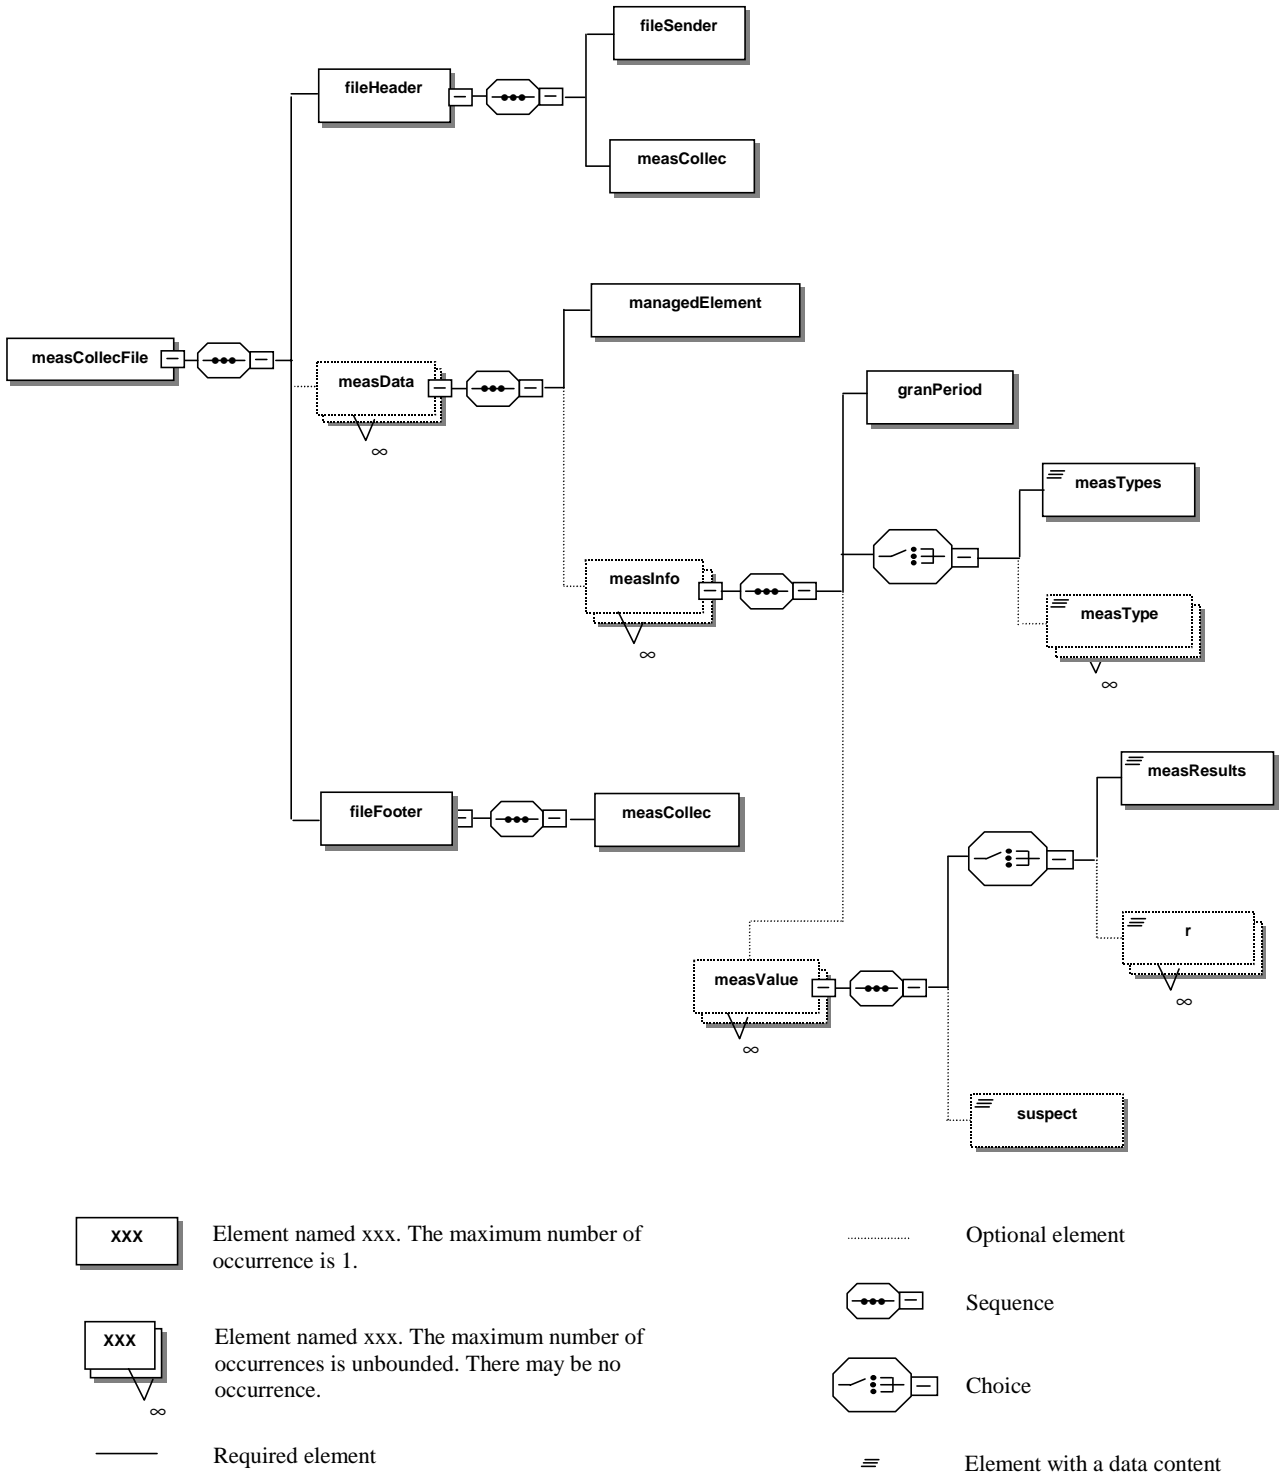 fileSender
fileHeader
measCollec
managedElement
measCollecFile
measData
∞
granPeriod
measTypes
measInfo
∞
measType
∞
measResults
fileFooter
measCollec
r
∞
measValue
∞
suspect
XXX
Element named xxx. The maximum number of
occurrence is 1.
XXX
∞
Element named xxx. The maximum number of
occurrences is unbounded. There may be no
occurrence.
Required element
Optional element
Sequence
Choice
Element with a data content